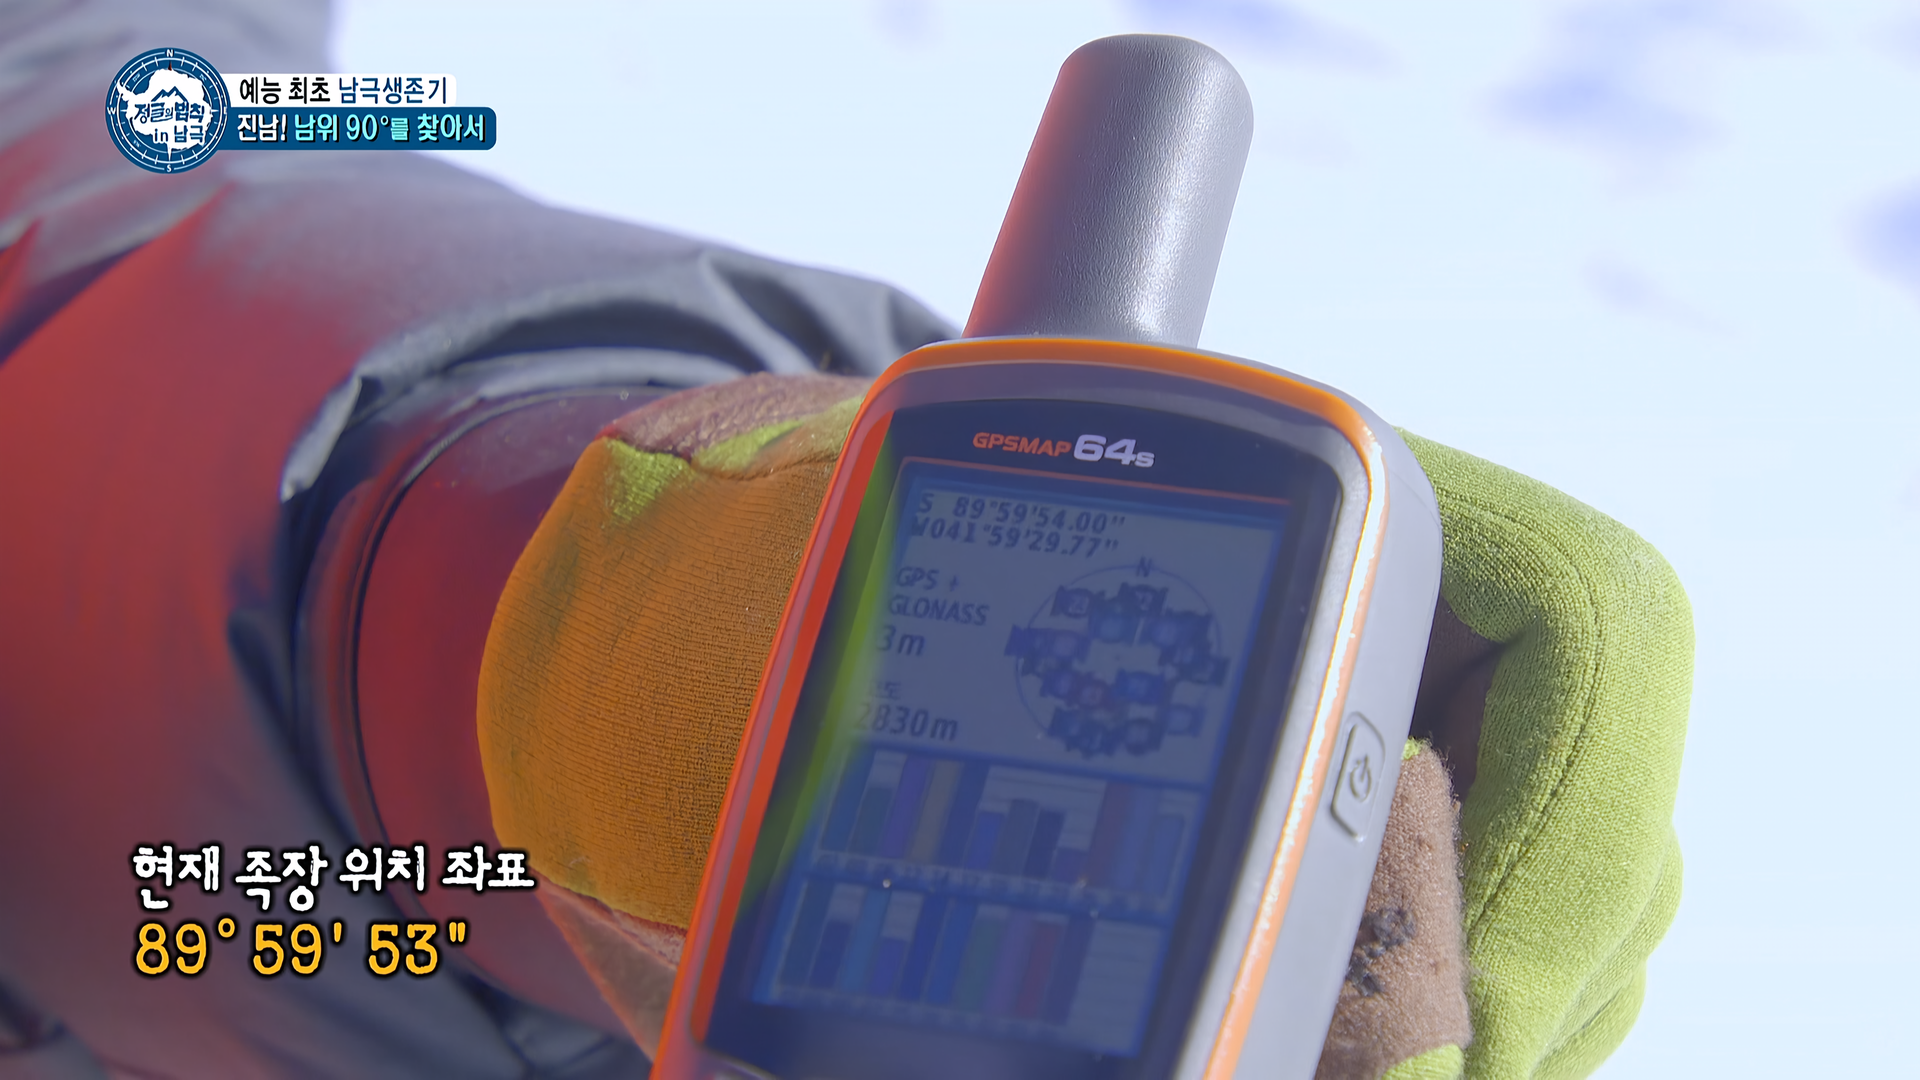 정글의법칙
in 남극
예능 최초 남극생존기
진남! 남위 90°를 찾아서
GPSMAP 64s
S 89°59'54.00"
W041°59'29.77"
N
GPS +
GLONASS
3m
2830m
현재 족장 위치 좌표
89° 59' 53"